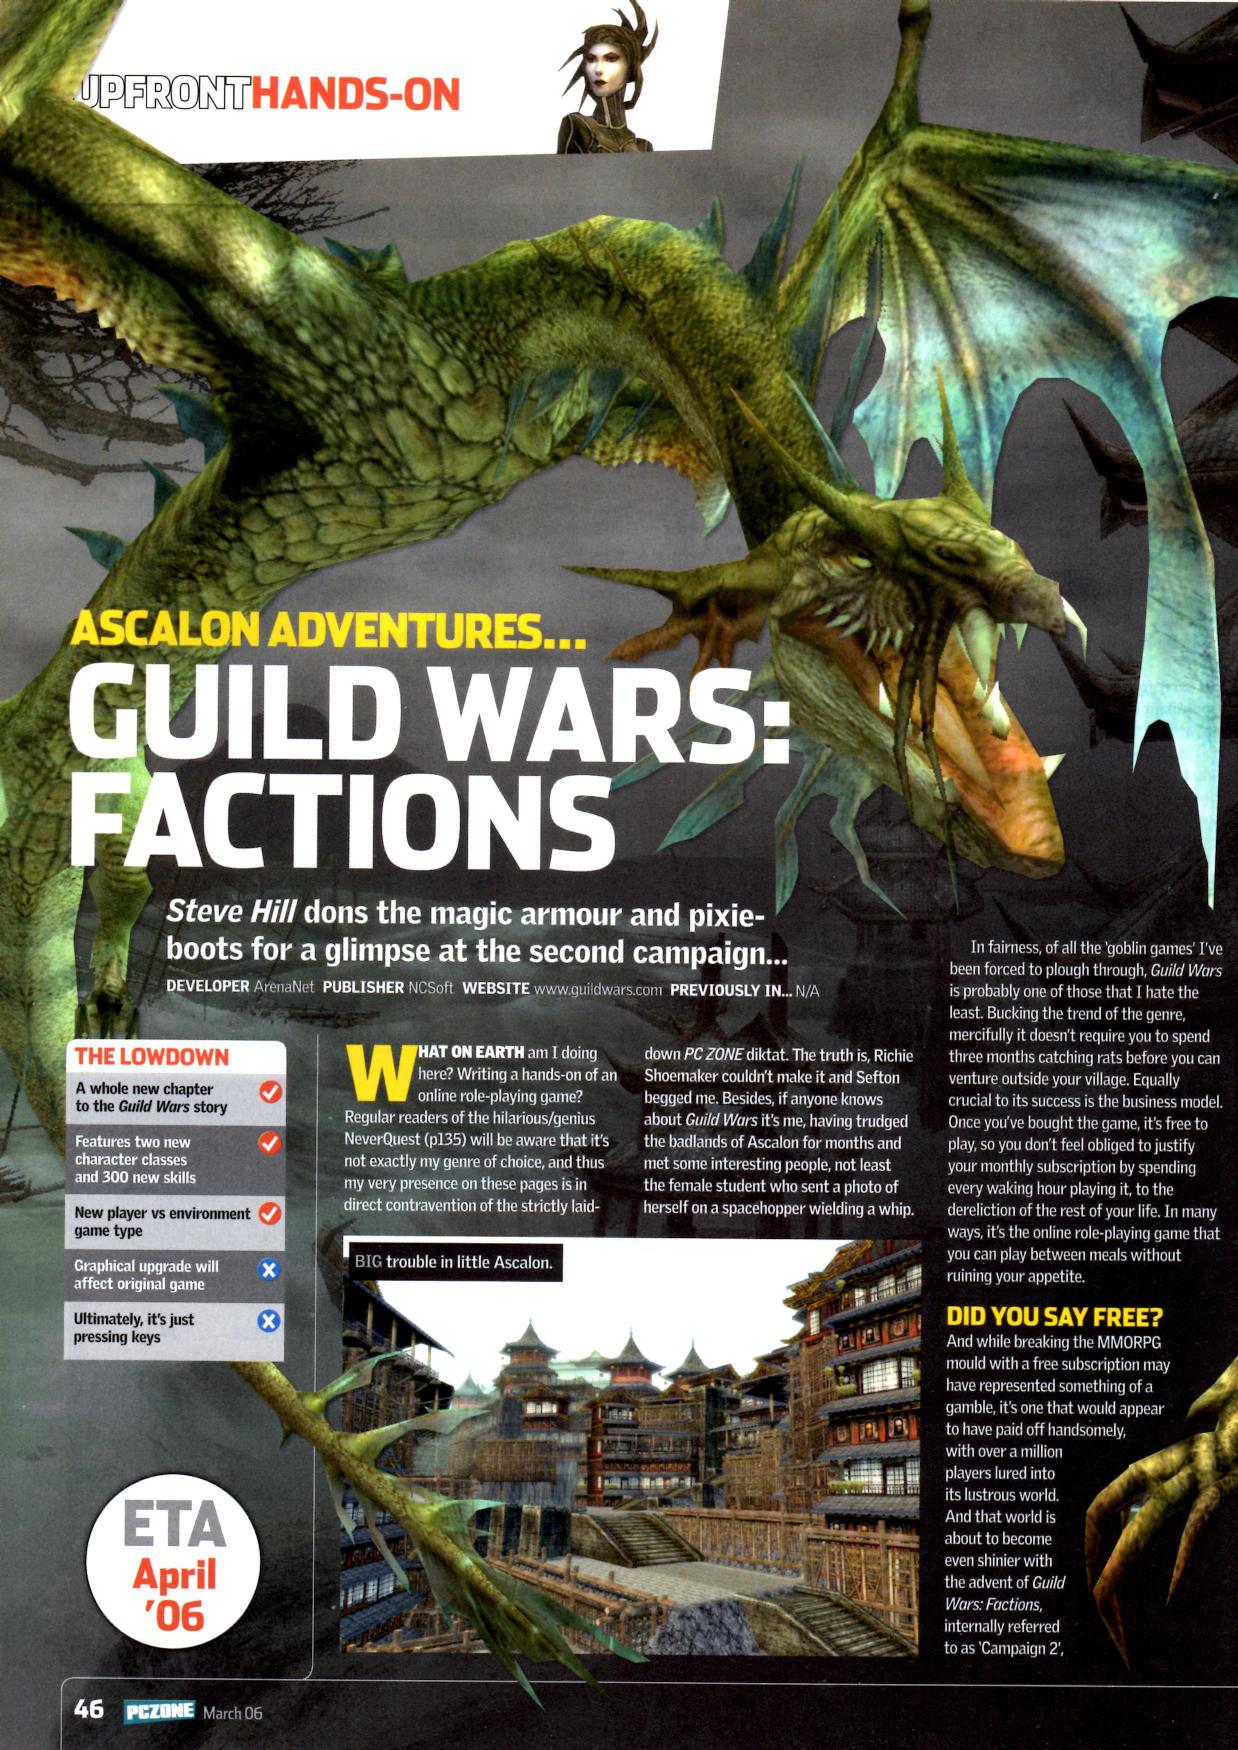 UPFRONTHANDS-ON
ASCALON ADVENTURES...
GUILD WARS:
FACTIONS
Steve Hill dons the magic armour and pixie-
boots for a glimpse at the second campaign...
DEVELOPER ArenaNet PUBLISHER NCSoft WEBSITE www.guildwars.com PREVIOUSLY IN... N/A
THE LOWDOWN
A whole new chapter
to the Guild Wars story
Features two new
character classes
and 300 new skills
New player vs environment
game type
Graphical upgrade will
affect original game
Ultimately, it's just
pressing keys
ETA
April
'06
WHAT ON EARTH am I doing
here? Writing a hands-on of an
online role-playing game?
Regular readers of the hilarious/genius
NeverQuest (p135) will be aware that it's
not exactly my genre of choice, and thus
my very presence on these pages is in
direct contravention of the strictly laid-
down PC ZONE diktat. The truth is, Richie
Shoemaker couldn't make it and Sefton
begged me. Besides, if anyone knows
about Guild Wars it's me, having trudged
the badlands of Ascalon for months and
met some interesting people, not least
the female student who sent a photo of
herself on a spacehopper wielding a whip.
BIG trouble in little Ascalon.
In fairness, of all the 'goblin games' I've
been forced to plough through, Guild Wars
is probably one of those that I hate the
least. Bucking the trend of the genre,
mercifully it doesn't require you to spend
three months catching rats before you can
venture outside your village. Equally
crucial to its success is the business model.
Once you've bought the game, it's free to
play, so you don't feel obliged to justify
your monthly subscription by spending
every waking hour playing it, to the
dereliction of the rest of your life. In many
ways, it's the online role-playing game that
you can play between meals without
ruining your appetite.
DID YOU SAY FREE?
And while breaking the MMORPG
mould with a free subscription may
have represented something of a
gamble, it's one that would appear
to have paid off handsomely,
with over a million
players lured into
its lustrous world.
And that world is
about to become
even shinier with
the advent of Guild
Wars: Factions,
internally referred
to as 'Campaign 2',
46 PCZONE March 06